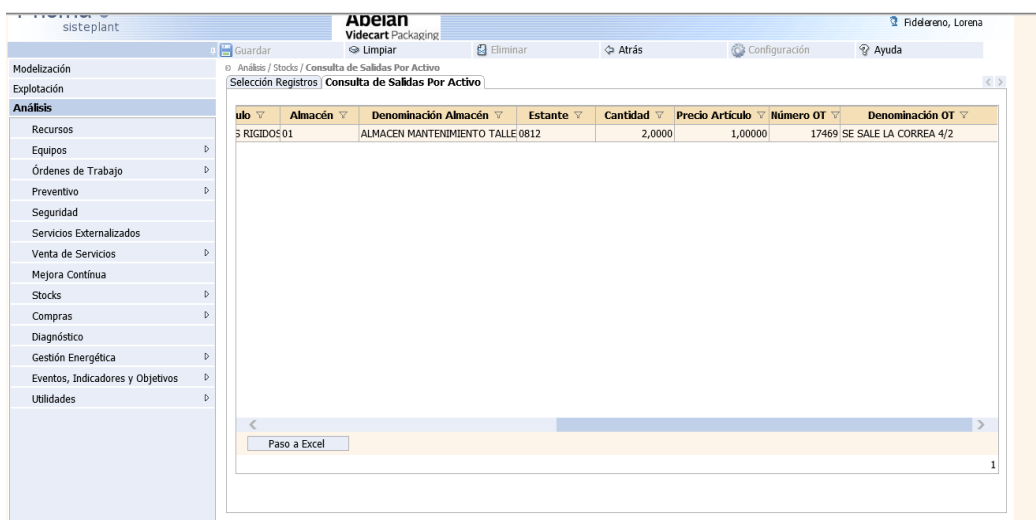 sisteplant
Abelan
Videcart Packaging
Fidelereno, Lorena
Guardar Limpiar Eliminar Atrás Configuración Ayuda
Modelización
Explotación
Análisis
Recursos
Equipos
Órdenes de Trabajo
Preventivo
Seguridad
Servicios Externalizados
Venta de Servicios
Mejora Contínua
Stocks
Compras
Diagnóstico
Gestión Energética
Eventos, Indicadores y Objetivos
Utilidades
Análisis / Stocks / Consulta de Salidas Por Activo
Selección Registros Consulta de Salidas Por Activo
ulo Almacén Denominación Almacén Estante Cantidad Precio Artículo Número OT Denominación OT
S RIGIDOS 01 ALMACEN MANTENIMIENTO TALLE 0812 2,0000 1,00000 17469 SE SALE LA CORREA 4/2
Paso a Excel
1